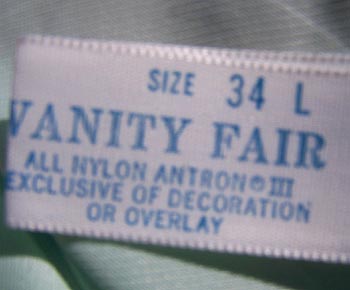 SIZE 34 L
VANITY FAIR
ALL NYLON ANTRON® III
EXCLUSIVE OF DECORATION
OR OVERLAY